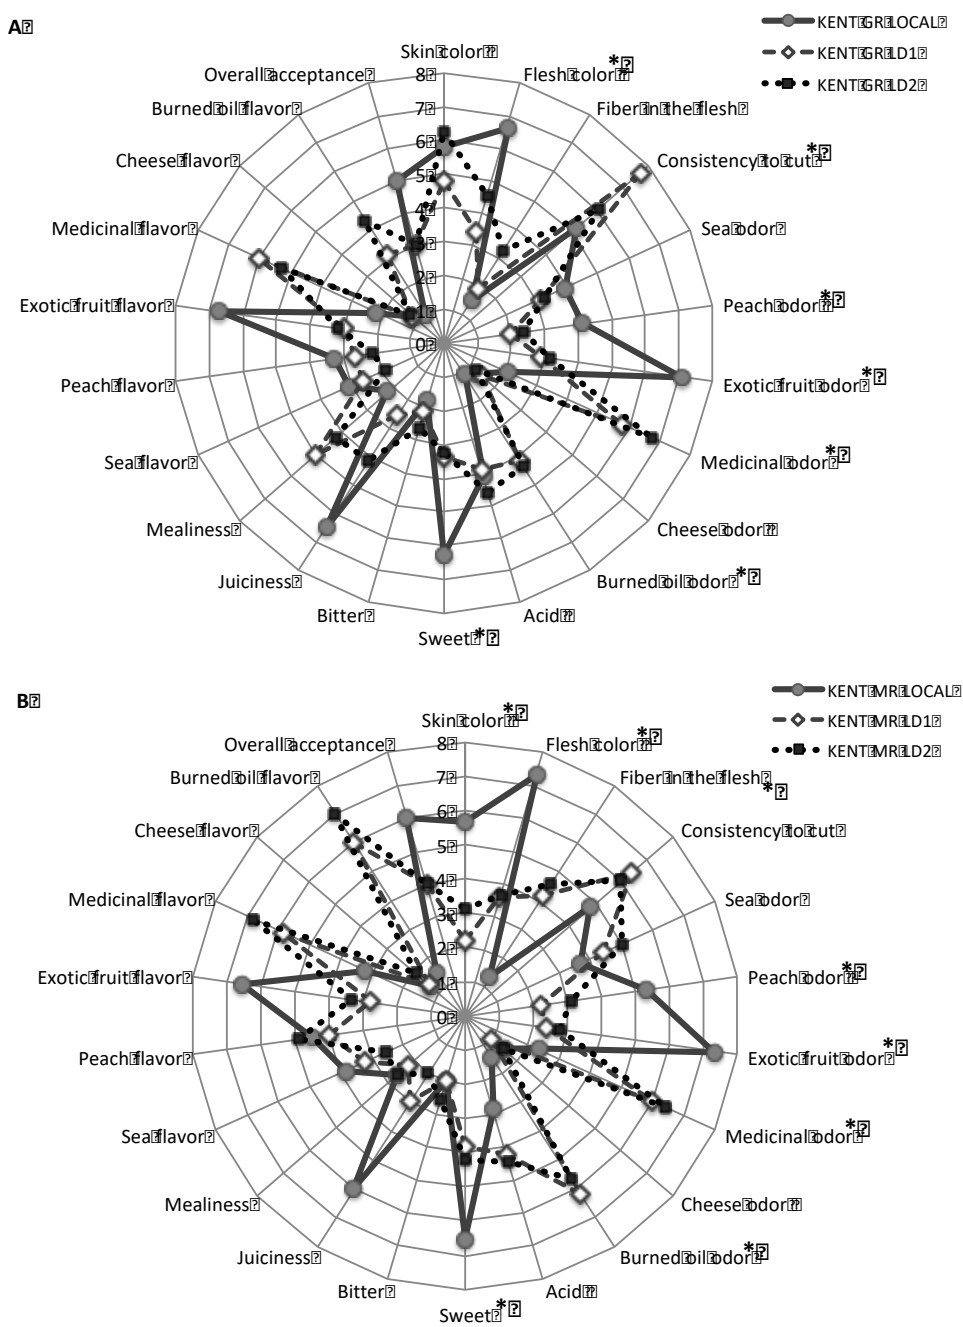 A
KENT GR LOCAL
KENT GR LD1
KENT GR LD2
Skin color
Flesh color *
Fiber in the flesh
Consistency to cut *
Sea odor
Peach odor *
Exotic fruit odor *
Medicinal odor *
Cheese odor
Burned oil odor *
Acid
Sweet *
Bitter
Juiciness
Mealiness
Sea flavor
Peach flavor
Exotic fruit flavor
Medicinal flavor
Cheese flavor
Burned oil flavor
Overall acceptance
8
7
6
5
4
3
2
1
0
B
KENT MR LOCAL
KENT MR LD1
KENT MR LD2
Skin color *
Flesh color *
Fiber in the flesh *
Consistency to cut
Sea odor
Peach odor *
Exotic fruit odor *
Medicinal odor *
Cheese odor
Burned oil odor *
Acid
Sweet *
Bitter
Juiciness
Mealiness
Sea flavor
Peach flavor
Exotic fruit flavor
Medicinal flavor
Cheese flavor
Burned oil flavor
Overall acceptance
8
7
6
5
4
3
2
1
0